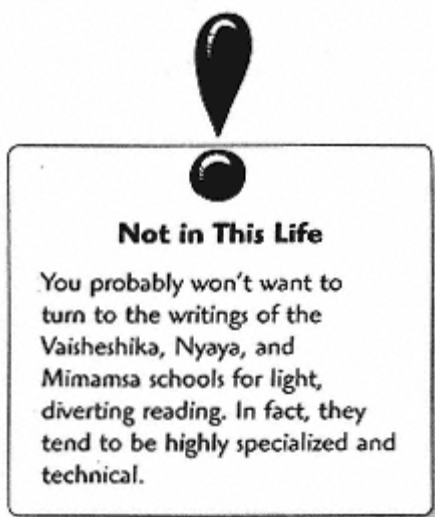 Not in This Life
You probably won't want to
turn to the writings of the
Vaisheshika, Nyaya, and
Mimamsa schools for light,
diverting reading. In fact, they
tend to be highly specialized and
technical.